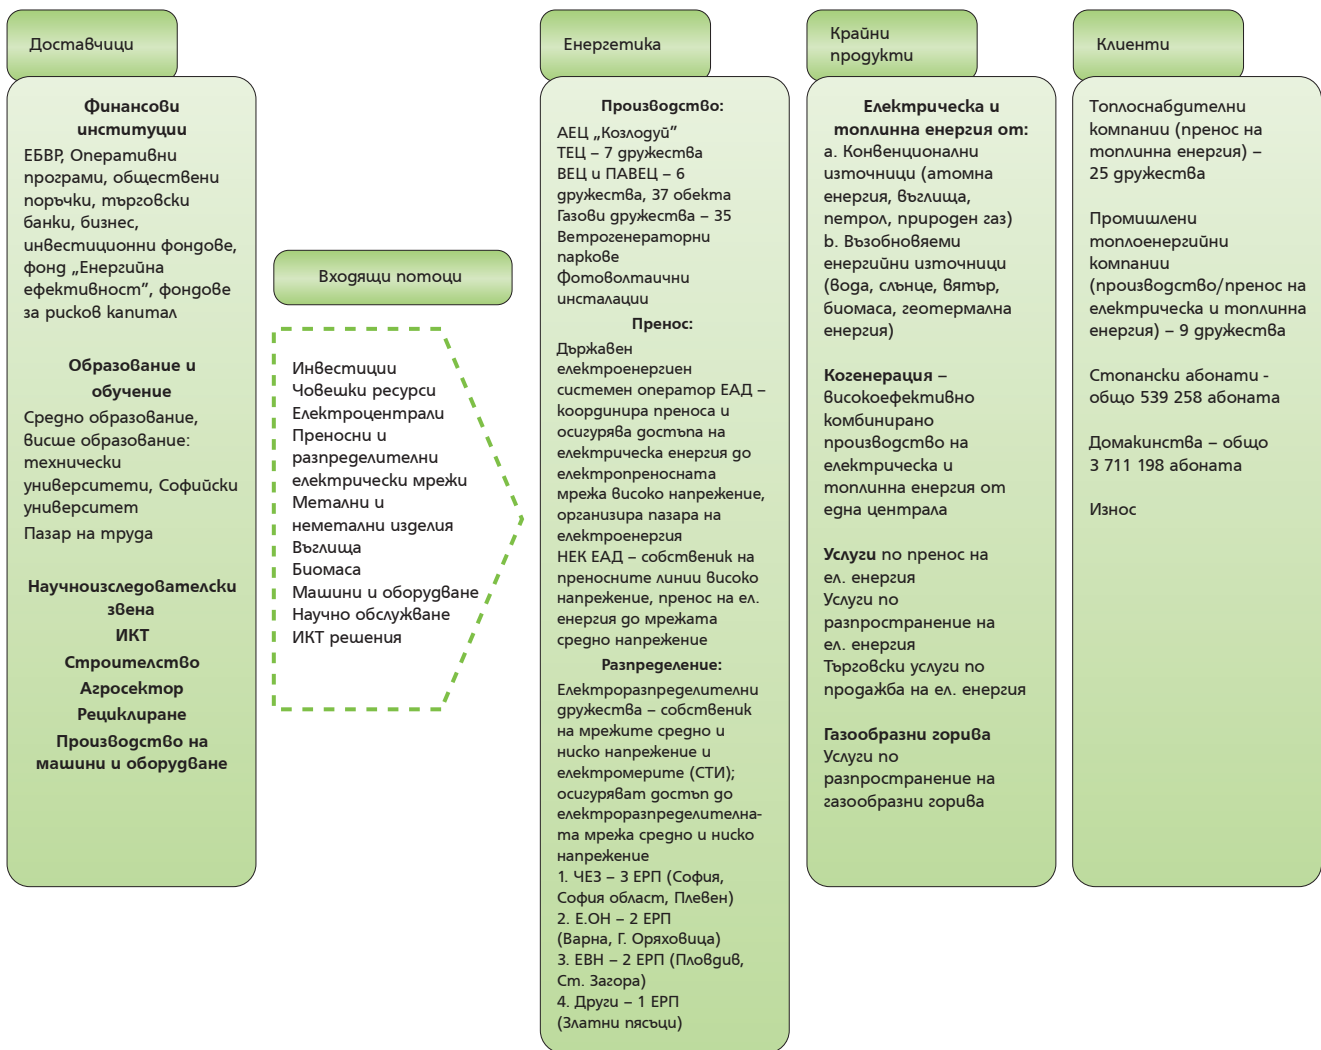 Доставчици
Финансови
институции
ЕБВР, Оперативни
програми, обществени
поръчки, търговски
банки, бизнес,
инвестиционни фондове,
фонд „Енергийна
ефективност”, фондове
за рисков капитал
Образование и
обучение
Средно образование,
висше образование:
технически
университети, Софийски
университет
Пазар на труда
Научноизследователски
звена
ИКТ
Строителство
Агросектор
Рециклиране
Производство на
машини и оборудване
Входящи потоци
Инвестиции
Човешки ресурси
Електроцентрали
Преносни и
разпределителни
електрически мрежи
Метални и
неметални изделия
Въглища
Биомаса
Машини и оборудване
Научно обслужване
ИКТ решения
Енергетика
Производство:
АЕЦ „Козлодуй”
ТЕЦ – 7 дружества
ВЕЦ и ПАВЕЦ – 6
дружества, 37 обекта
Газови дружества – 35
Ветрогенераторни
паркове
Фотоволтаични
инсталации
Пренос:
Държавен
електроенергиен
системен оператор ЕАД –
координира преноса и
осигурява достъпа на
електрическа енергия до
електропреносната
мрежа високо напрежение,
организира пазара на
електроенергия
НЕК ЕАД – собственик на
преносните линии високо
напрежение, пренос на ел.
енергия до мрежата
средно напрежение
Разпределение:
Електроразпределителни
дружества – собственик
на мрежите средно и
ниско напрежение и
електромерите (СТИ);
осигуряват достъп до
електроразпределителна-
та мрежа средно и ниско
напрежение
1. ЧЕЗ – 3 ЕРП (София,
София област, Плевен)
2. Е.ОН – 2 ЕРП
(Варна, Г. Оряховица)
3. ЕВН – 2 ЕРП (Пловдив,
Ст. Загора)
4. Други – 1 ЕРП
(Златни пясъци)
Крайни
продукти
Електрическа и
топлинна енергия от:
a. Конвенционални
източници (атомна
енергия, въглища,
петрол, природен газ)
b. Възобновяеми
енергийни източници
(вода, слънце, вятър,
биомаса, геотермална
енергия)
Когенерация –
високоефективно
комбинирано
производство на
електрическа и
топлинна енергия от
една централа
Услуги по пренос на
ел. енергия
Услуги по
разпространение на
ел. енергия
Търговски услуги по
продажба на ел. енергия
Газообразни горива
Услуги по
разпространение на
газообразни горива
Клиенти
Топлоснабдителни
компании (пренос на
топлинна енергия) –
25 дружества
Промишлени
топлоенергийни
компании
(производство/пренос на
електрическа и топлинна
енергия) – 9 дружества
Стопански абонати -
общо 539 258 абоната
Домакинства – общо
3 711 198 абоната
Износ